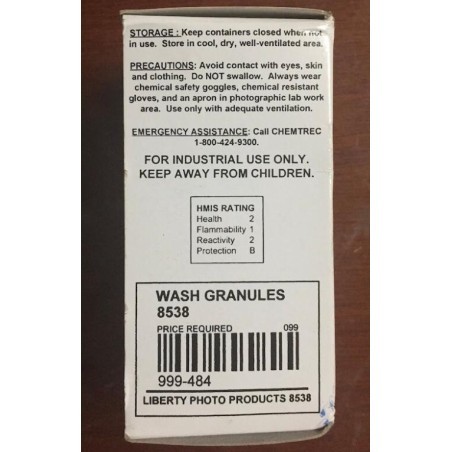 STORAGE : Keep containers closed when not
in use. Store in cool, dry, well-ventilated area.
PRECAUTIONS: Avoid contact with eyes, skin
and clothing. Do NOT swallow. Always wear
chemical safety goggles, chemical resistant
gloves, and an apron in photographic lab work
area. Use only with adequate ventilation.
EMERGENCY ASSISTANCE: Call CHEMTREC
1-800-424-9300.
FOR INDUSTRIAL USE ONLY.
KEEP AWAY FROM CHILDREN.
HMIS RATING
Health 2
Flammability 1
Reactivity 2
Protection B
WASH GRANULES
8538
PRICE REQUIRED 099
999-484
LIBERTY PHOTO PRODUCTS 8538